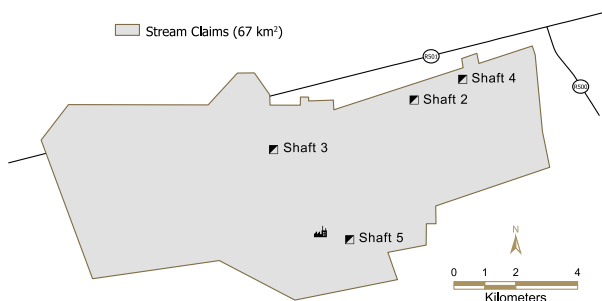 Stream Claims (67 km²)
R501
R500
Shaft 4
Shaft 2
Shaft 3
Shaft 5
N
0 1 2 4
Kilometers